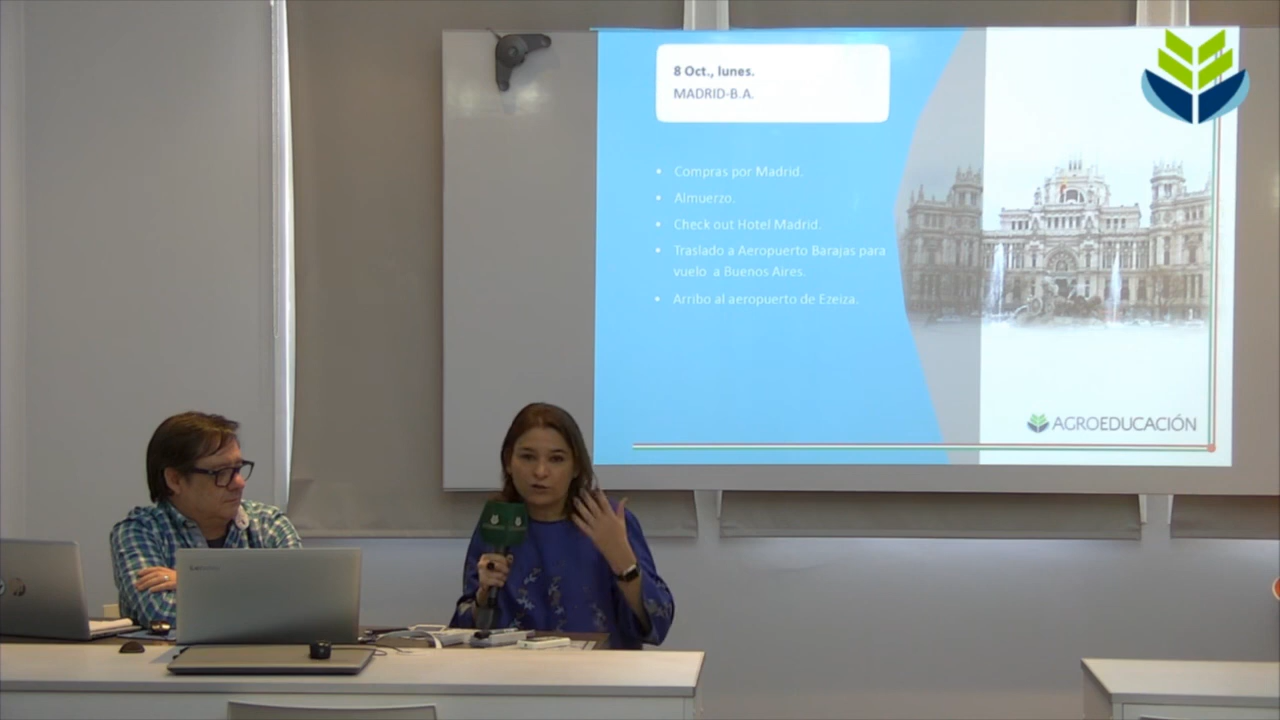 8 Oct., lunes.
MADRID-B.A.
Compras por Madrid.
Almuerzo.
Check out Hotel Madrid.
Traslado a Aeropuerto Barajas para
vuelo a Buenos Aires.
Arribo al aeropuerto de Ezeiza.
AGROEDUCACIÓN
hp